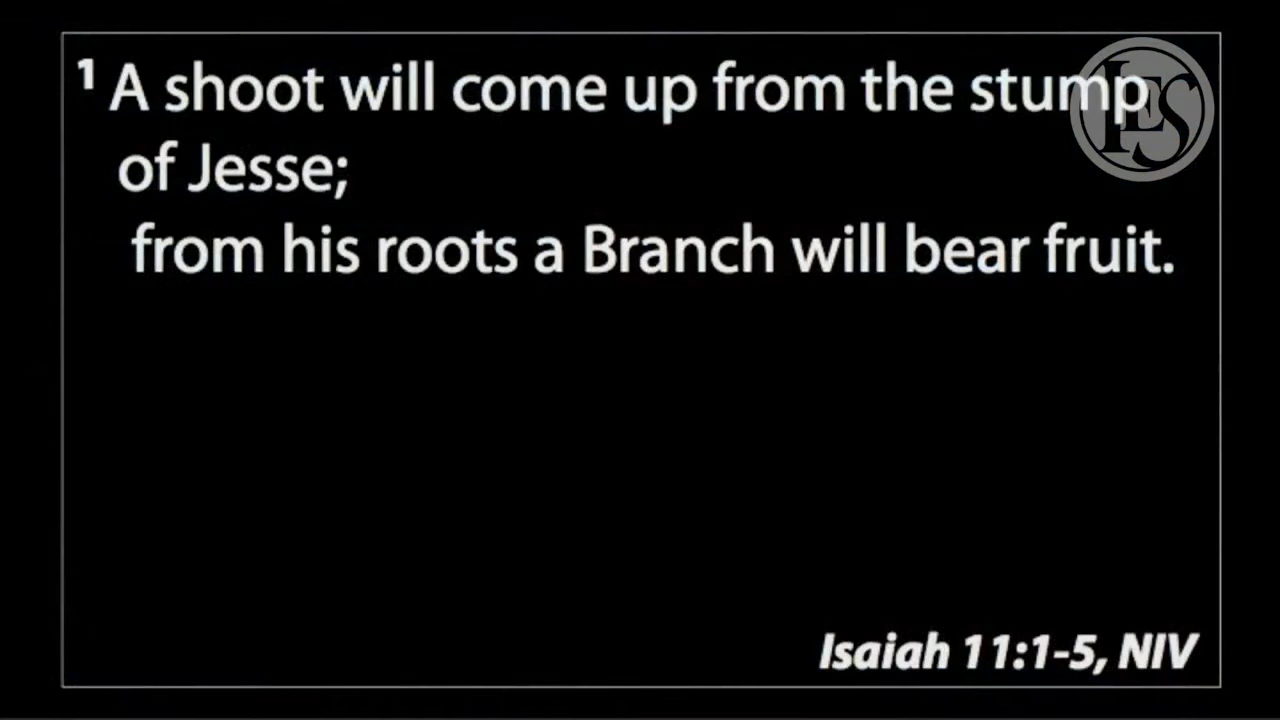 1 A shoot will come up from the stump
of Jesse;
from his roots a Branch will bear fruit.
Isaiah 11:1-5, NIV